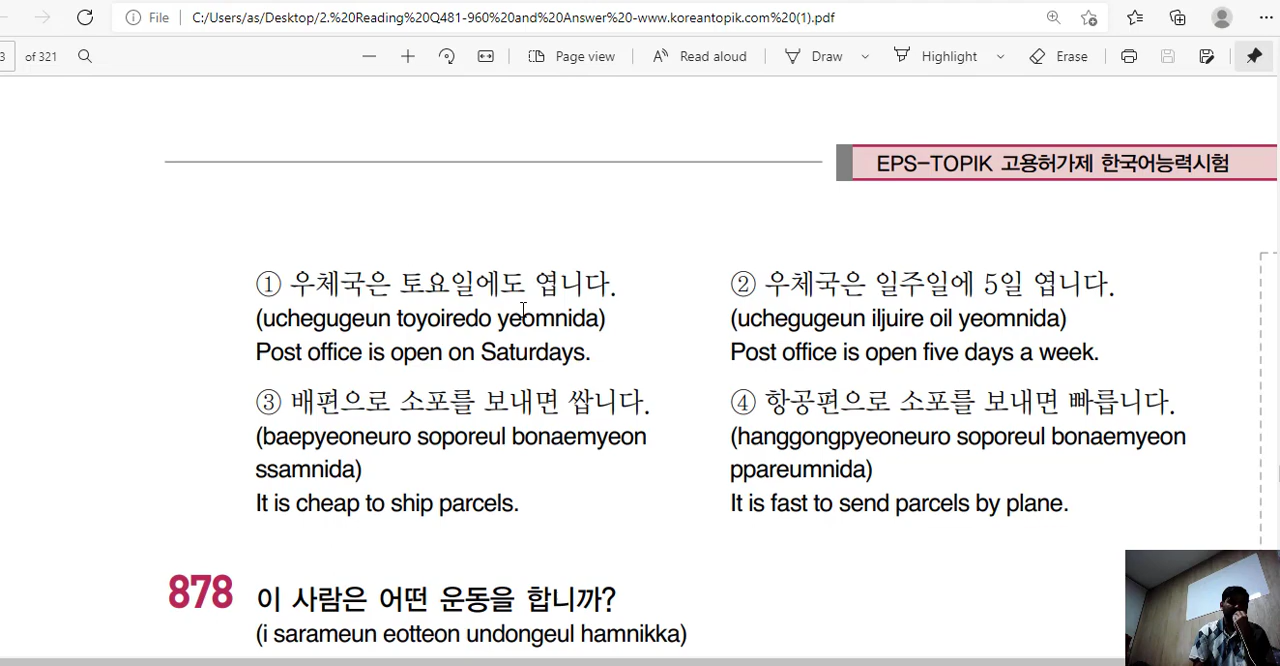 File
C:/Users/as/Desktop/2.%20Reading%20Q481-960%20and%20Answer%20-www.koreantopik.com%20(1).pdf
3 of 321
Page view
Read aloud
Draw
Highlight
Erase
EPS-TOPIK 고용허가제 한국어능력시험
① 우체국은 토요일에도 엽니다.
(uchegugeun toyoiredo yeomnida)
Post office is open on Saturdays.
② 우체국은 일주일에 5일 엽니다.
(uchegugeun iljuire oil yeomnida)
Post office is open five days a week.
③ 배편으로 소포를 보내면 쌉니다.
(baepyeoneuro soporeul bonaemyeon
ssamnida)
It is cheap to ship parcels.
④ 항공편으로 소포를 보내면 빠릅니다.
(hanggongpyeoneuro soporeul bonaemyeon
ppareumnida)
It is fast to send parcels by plane.
878 이 사람은 어떤 운동을 합니까?
(i sarameun eotteon undongeul hamnikka)